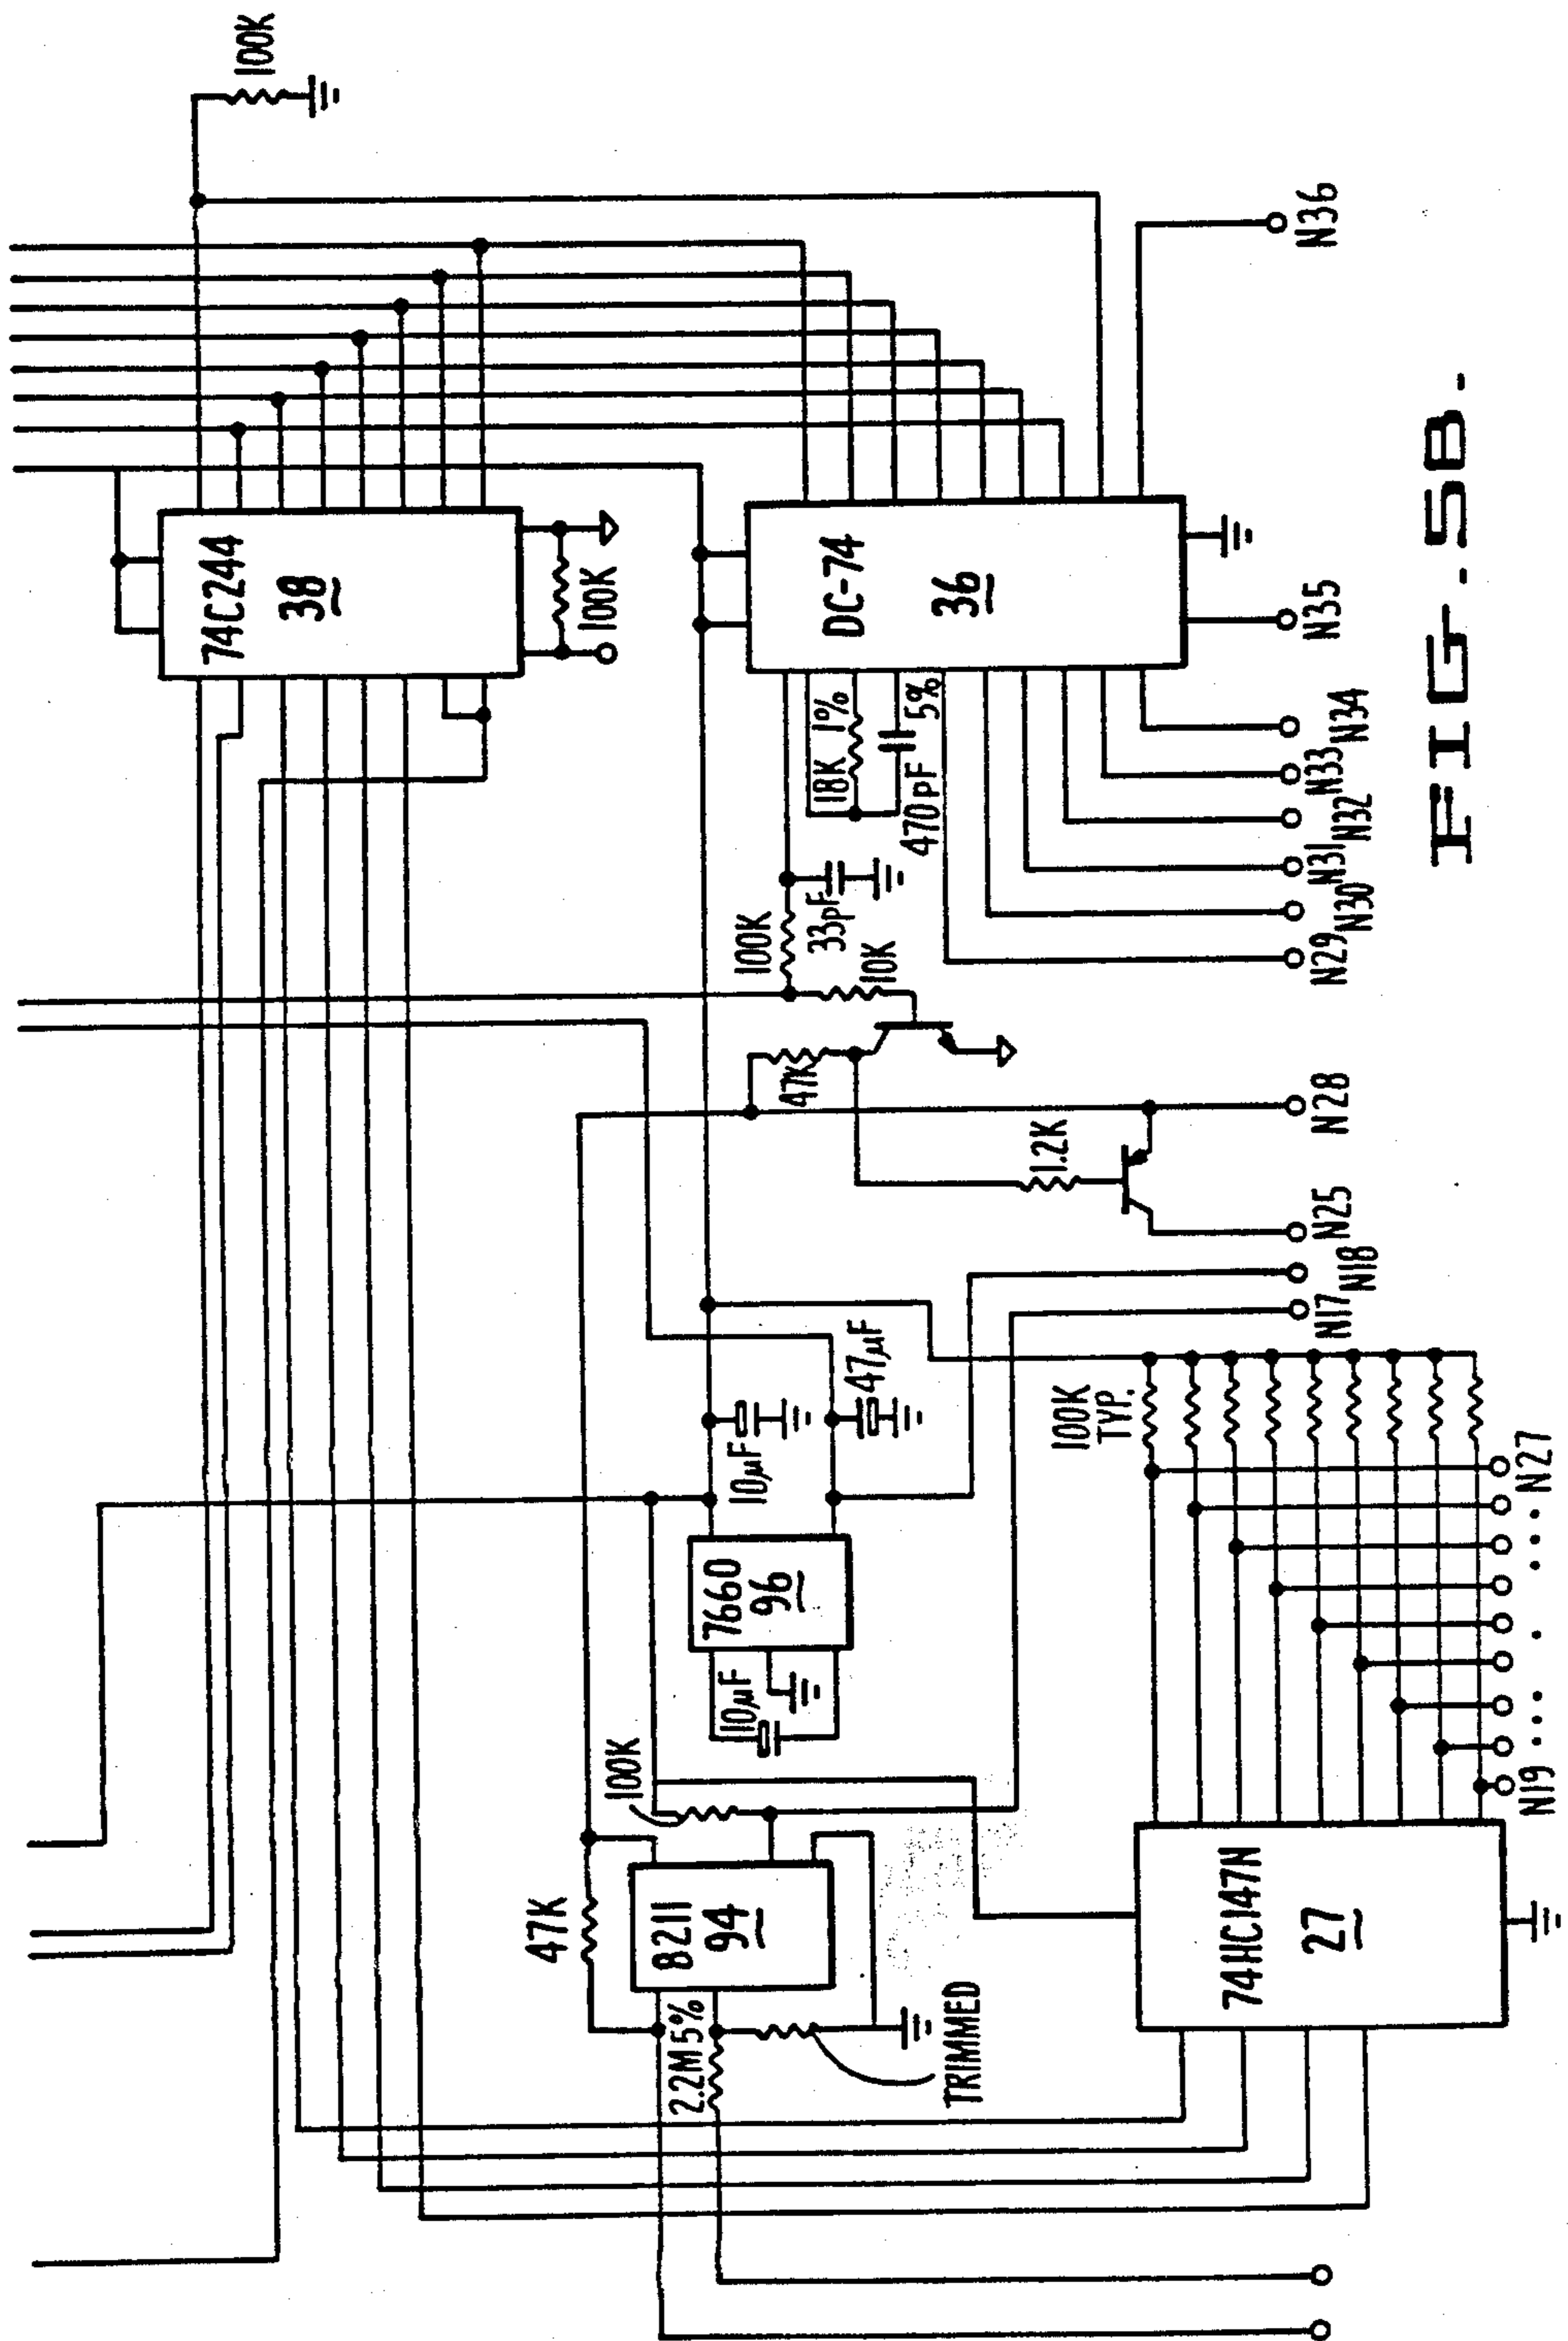 100K
74C244
38
100K
DC-74
36
18K 1%
470pF 5%
33pF
100K
10K
47K
1.2K
N36
N35
N34
N33
N32
N31
N30
N29
N28
N25
N18
N17
10µF
47µF
7660
96
10µF
100K
47K
8211
94
2.2M 5%
TRIMMED
100K
TYP.
74HC147N
27
N19 ... . ... N27
FIG._5B.